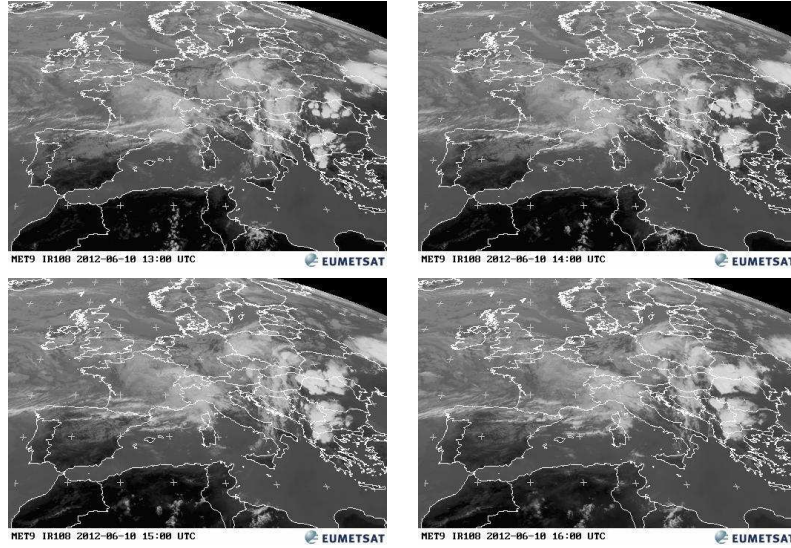 MET9 IR108 2012-06-10 13:00 UTC EUMETSAT
MET9 IR108 2012-06-10 14:00 UTC EUMETSAT
MET9 IR108 2012-06-10 15:00 UTC EUMETSAT
MET9 IR108 2012-06-10 16:00 UTC EUMETSAT